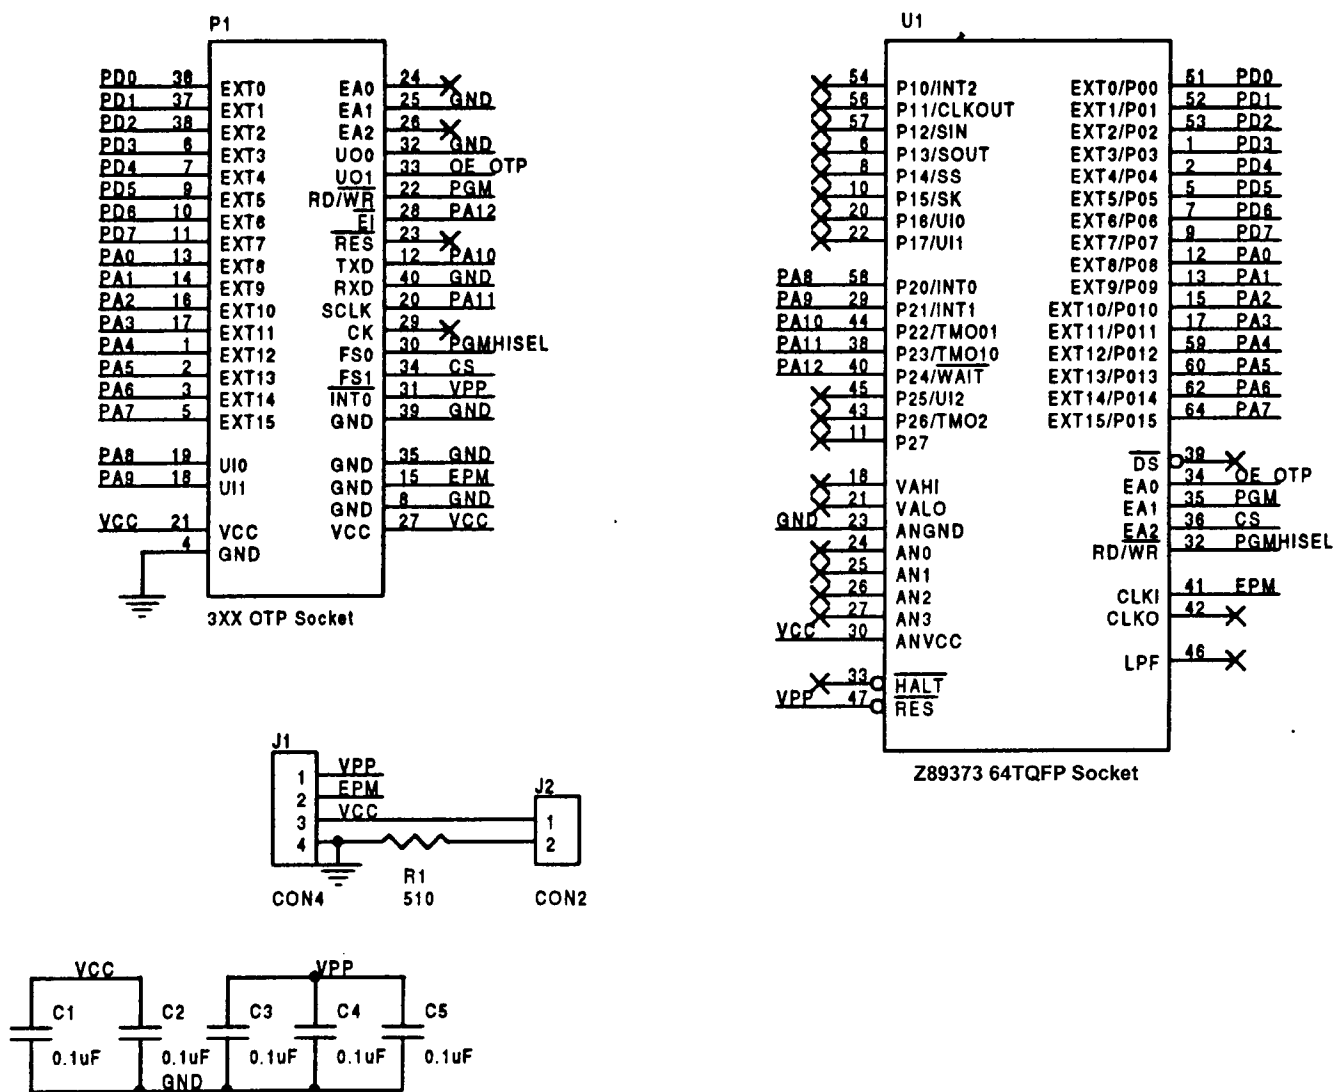 P1
PD0 36 EXT0 EA0 24
PD1 37 EXT1 EA1 25 GND
PD2 38 EXT2 EA2 26
PD3 6 EXT3 UO0 32 GND
PD4 7 EXT4 UO1 33 OE_OTP
PD5 9 EXT5 RD/WR 22 PGM
PD6 10 EXT6 EI 28 PA12
PD7 11 EXT7 RES 23
PA0 13 EXT8 TXD 12 PA10
PA1 14 EXT9 RXD 40 GND
PA2 16 EXT10 SCLK 20 PA11
PA3 17 EXT11 CK 29
PA4 1 EXT12 FS0 30 PGMHISEL
PA5 2 EXT13 FS1 34 CS
PA6 3 EXT14 INT0 31 VPP
PA7 5 EXT15 GND 39 GND
PA8 19 UI0 GND 35 GND
PA9 18 UI1 GND 15 EPM
GND 8 GND
VCC 21 VCC VCC 27 VCC
4 GND
3XX OTP Socket
U1
54 P10/INT2 EXT0/P00 51 PD0
56 P11/CLKOUT EXT1/P01 52 PD1
57 P12/SIN EXT2/P02 53 PD2
6 P13/SOUT EXT3/P03 1 PD3
8 P14/SS EXT4/P04 2 PD4
10 P15/SK EXT5/P05 5 PD5
20 P16/UI0 EXT6/P06 7 PD6
22 P17/UI1 EXT7/P07 9 PD7
EXT8/P08 12 PA0
PA8 58 P20/INT0 EXT9/P09 13 PA1
PA9 29 P21/INT1 EXT10/P010 15 PA2
PA10 44 P22/TMO01 EXT11/P011 17 PA3
PA11 38 P23/TMO10 EXT12/P012 59 PA4
PA12 40 P24/WAIT EXT13/P013 60 PA5
45 P25/UI2 EXT14/P014 62 PA6
43 P26/TMO2 EXT15/P015 64 PA7
11 P27
DS 39
18 VAHI EA0 34 OE_OTP
21 VALO EA1 35 PGM
GND 23 ANGND EA2 36 CS
24 AN0 RD/WR 32 PGMHISEL
25 AN1
26 AN2 CLKI 41 EPM
27 AN3 CLKO 42
VCC 30 ANVCC
LPF 46
33 HALT
VPP 47 RES
Z89373 64TQFP Socket
J1
1 VPP
2 EPM
3 VCC
4
CON4
R1
510
J2
1
2
CON2
VCC VPP
C1 C2 C3 C4 C5
0.1uF 0.1uF 0.1uF 0.1uF 0.1uF
GND